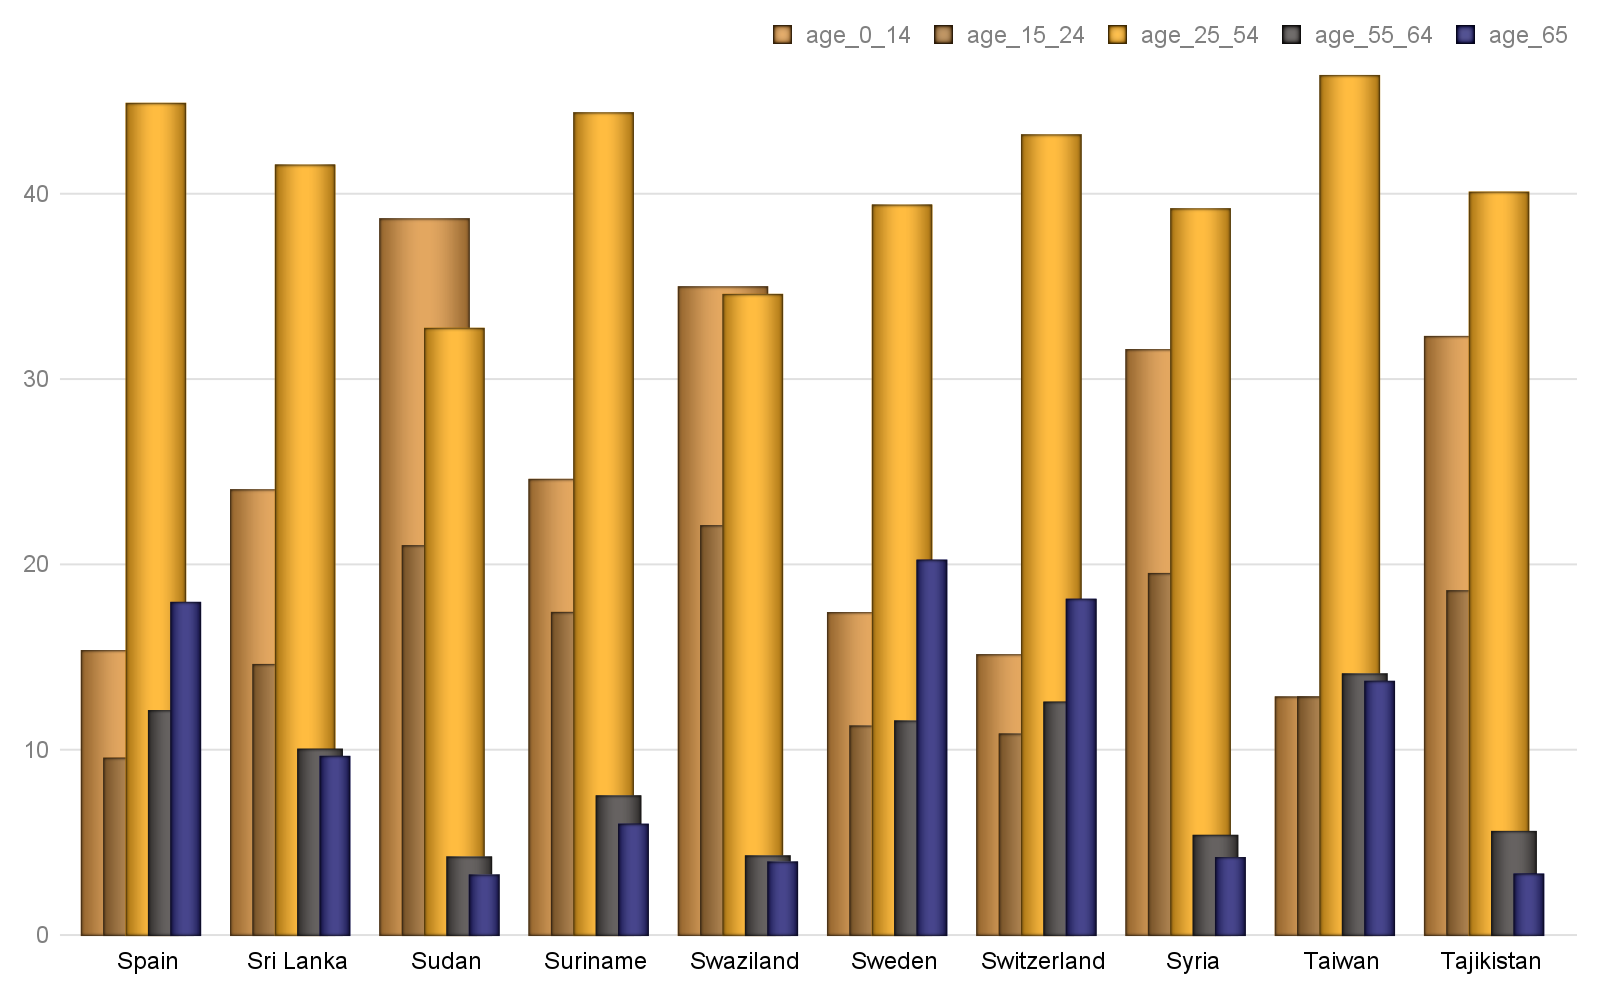 age_0_14 age_15_24 age_25_54 age_55_64 age_65
40
30
20
10
0
Spain Sri Lanka Sudan Suriname Swaziland Sweden Switzerland Syria Taiwan Tajikistan